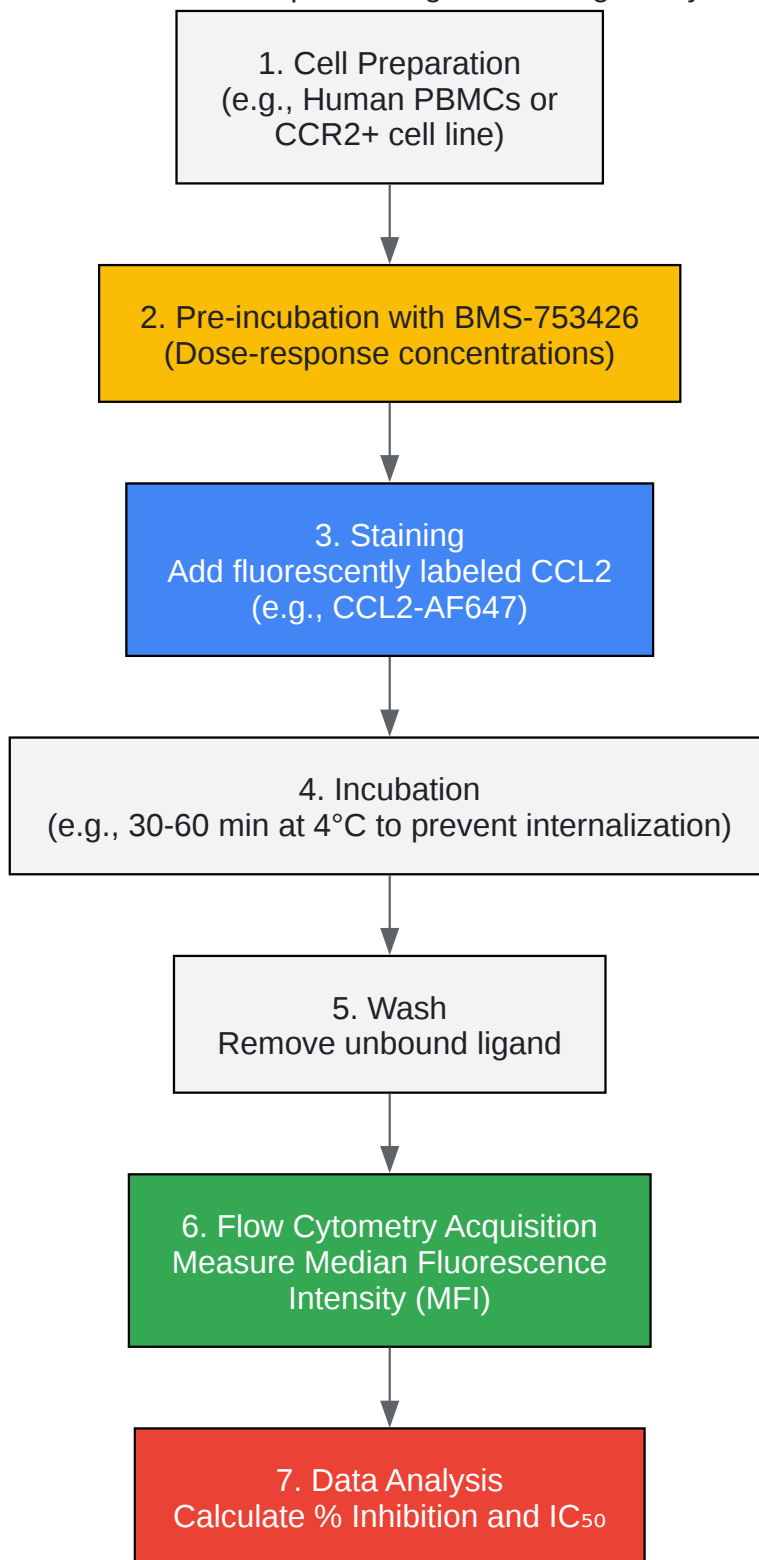 1. Cell Preparation
(e.g., Human PBMCs or
CCR2+ cell line)
2. Pre-incubation with BMS-753426
(Dose-response concentrations)
3. Staining
Add fluorescently labeled CCL2
(e.g., CCL2-AF647)
4. Incubation
(e.g., 30-60 min at 4°C to prevent internalization)
5. Wash
Remove unbound ligand
6. Flow Cytometry Acquisition
Measure Median Fluorescence
Intensity (MFI)
7. Data Analysis
Calculate % Inhibition and IC₅₀